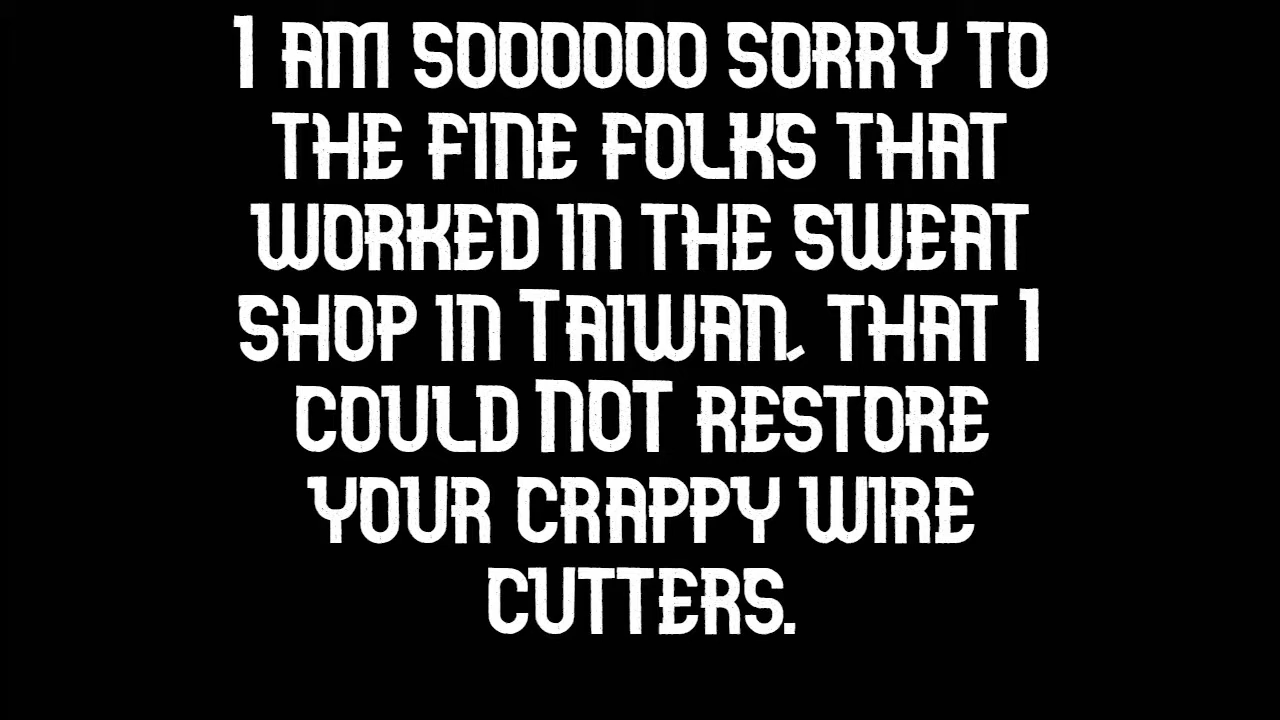 I AM SOOOOOO SORRY TO
THE FINE FOLKS THAT
WORKED IN THE SWEAT
SHOP IN TAIWAN, THAT I
COULD NOT RESTORE
YOUR CRAPPY WIRE
CUTTERS.